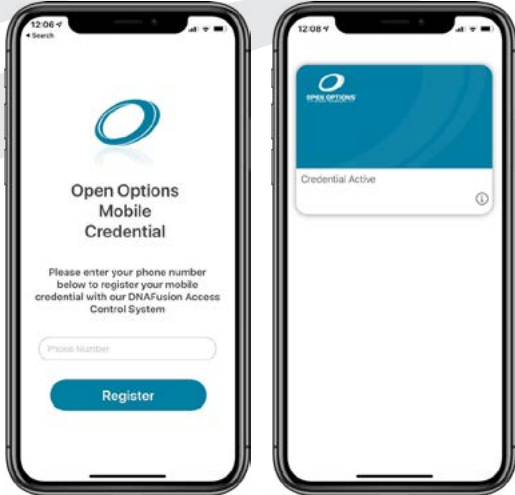 12:06
Search
Open Options
Mobile
Credential
Please enter your phone number
below to register your mobile
credential with our DNAFusion Access
Control System
Phone Number
Register
12:08
OPEN OPTIONS
Credential Active